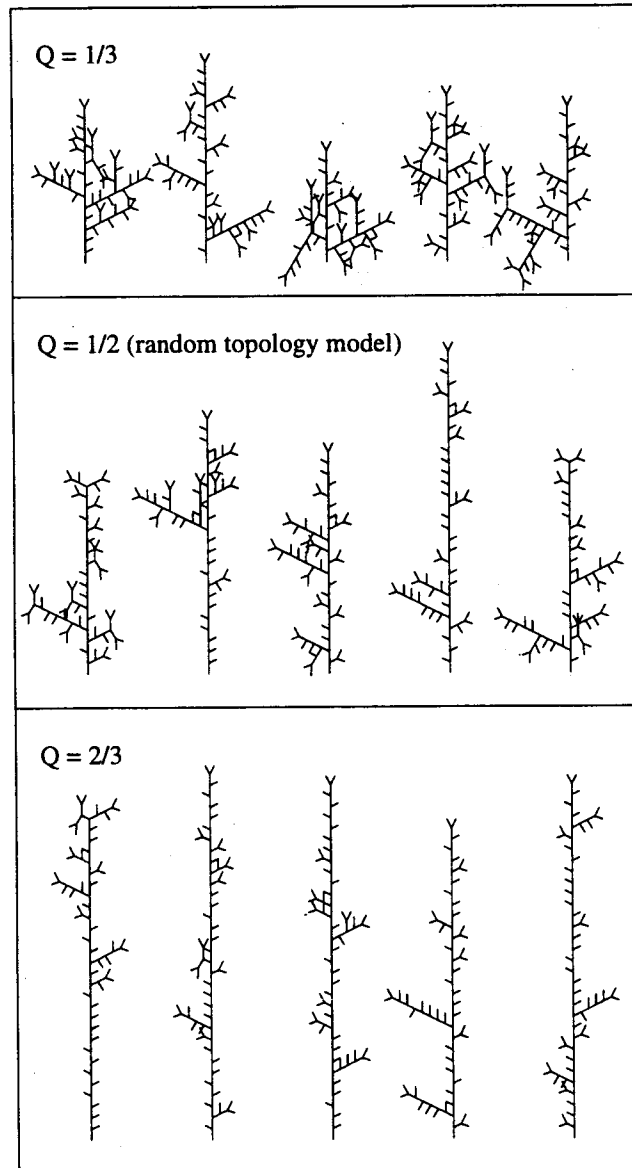 Q = 1/3
Q = 1/2 (random topology model)
Q = 2/3